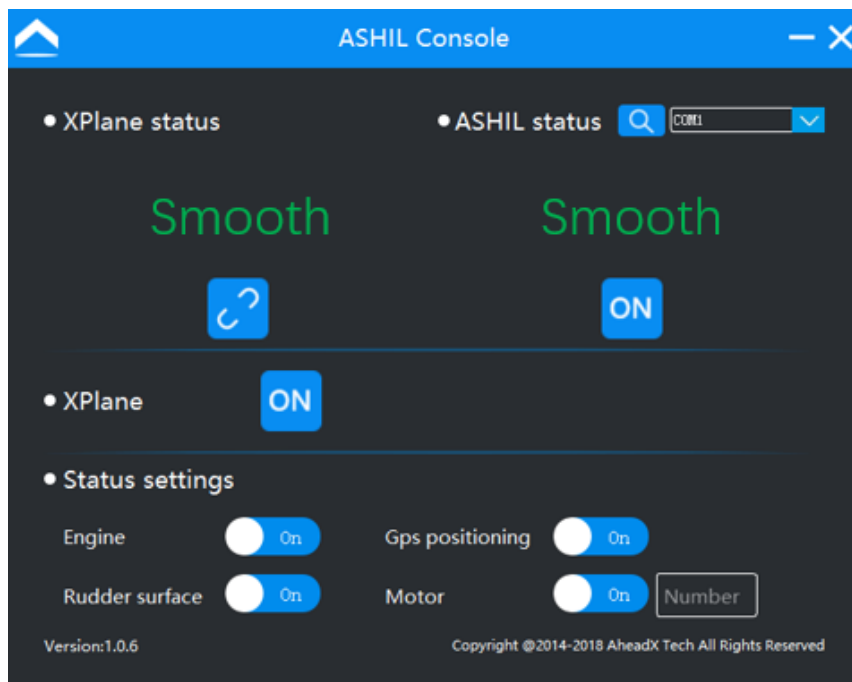 ASHIL Console
XPlane status
ASHIL status COM1
Smooth Smooth
ON
XPlane ON
Status settings
Engine On Gps positioning On
Rudder surface On Motor On Number
Version:1.0.6 Copyright @2014-2018 AheadX Tech All Rights Reserved